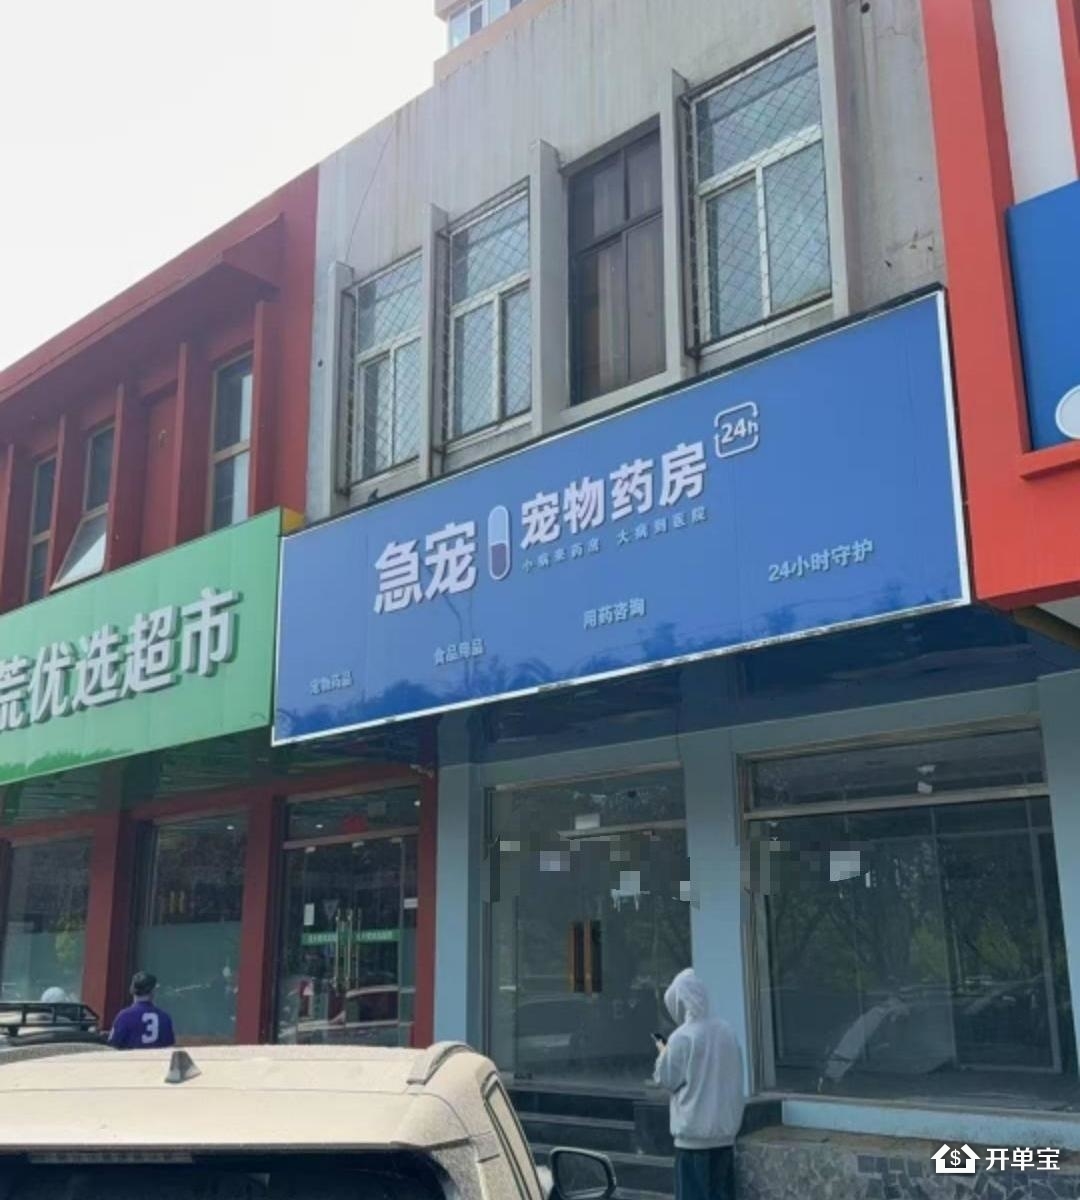 急宠
宠物药房
24h
小病来药房 大病到医院
宠物药品
食品用品
用药咨询
24小时守护
荒优选超市
3
开单宝